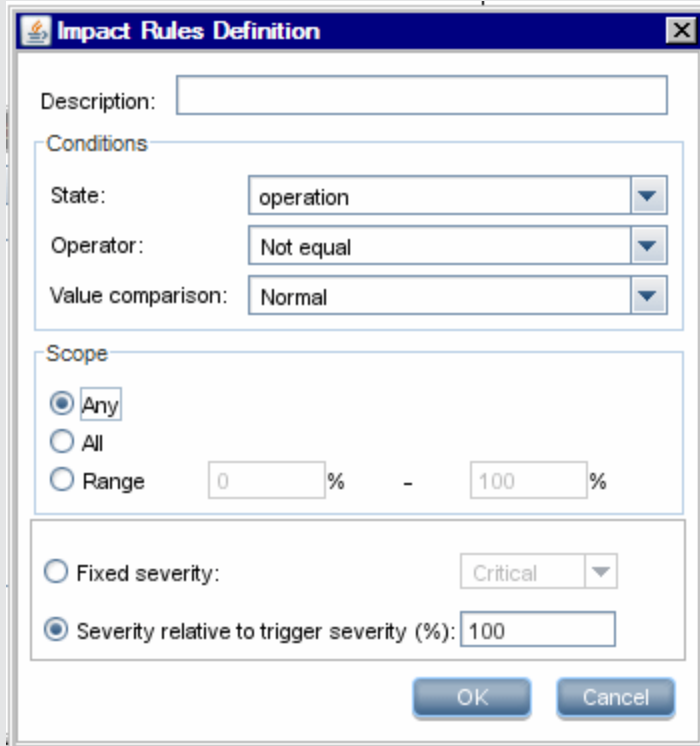 Impact Rules Definition
Description:
Conditions
State: operation
Operator: Not equal
Value comparison: Normal
Scope
Any
All
Range 0 % - 100 %
Fixed severity: Critical
Severity relative to trigger severity (%): 100
OK Cancel